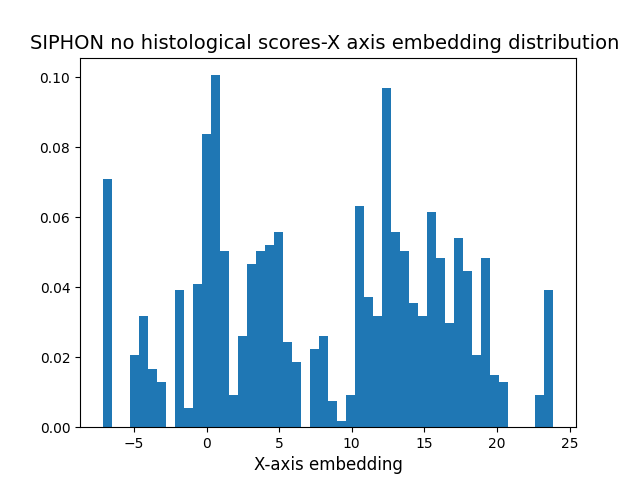 SIPHON no histological scores-X axis embedding distribution
0.10
0.08
0.06
0.04
0.02
0.00
−5 0 5 10 15 20 25
X-axis embedding